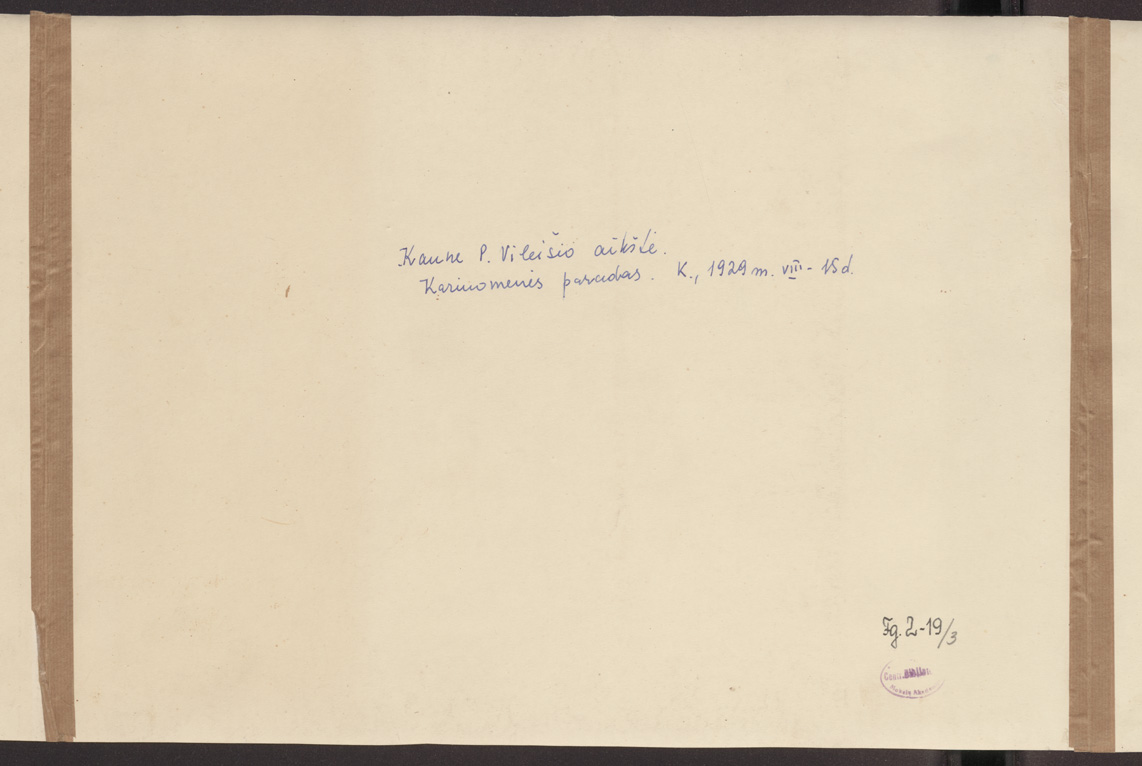 Kaune P. Vileišio aikštė.
Kariuomenės paradas. K., 1929 m. VIII - 15 d.
Fg. 2-19/3